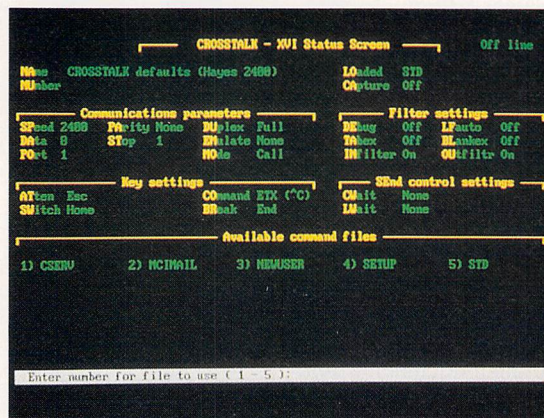 CROSSTALK - XVI Status Screen Off line
NAme CROSSTALK defaults (Hayes 2400) LOaded STD
NUmber CApture Off
Communications parameters Filter settings
SPeed 2400 PArity None DUplex Full DEbug Off LFauto Off
DAta 8 STop 1 EMulate None TAbex Off BLankex Off
POrt 1 MOde Call INfilter On OUtfiltr On
Key settings SEnd control settings
ATten Esc COmmand ETX (^C) CWait None
SWitch Home BReak End LWait None
Available command files
1) CSERV 2) MCIMAIL 3) NEWUSER 4) SETUP 5) STD
Enter number for file to use ( 1 - 5 ):